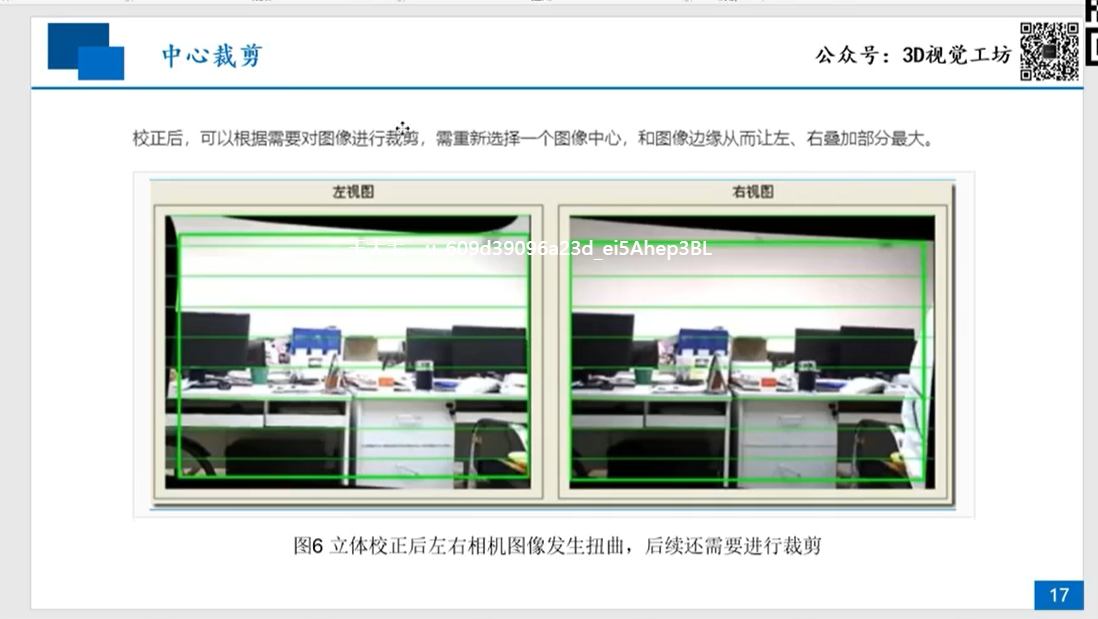 中心裁剪
公众号：3D视觉工坊
校正后，可以根据需要对图像进行裁剪，需重新选择一个图像中心，和图像边缘从而让左、右叠加部分最大。
左视图
右视图
609d39096a23d_ei5Ahep3BL
图6 立体校正后左右相机图像发生扭曲，后续还需要进行裁剪
17